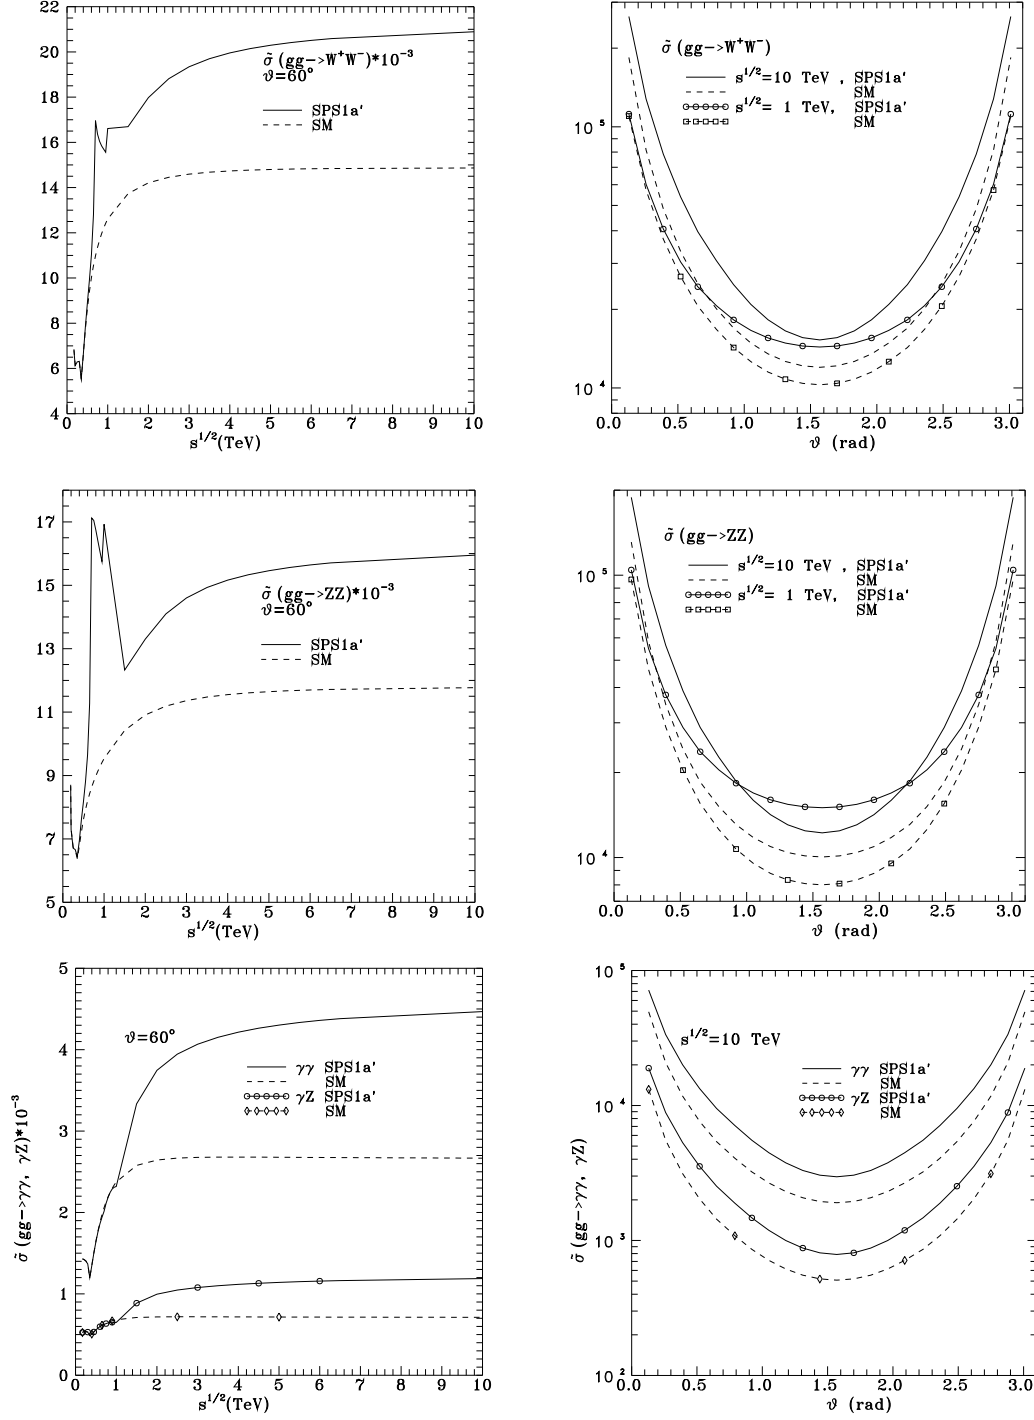 22
20
18
16
14
12
10
8
6
4
σ̃ (gg->W⁺W⁻)*10⁻³
ϑ=60°
SPS1a'
SM
0 1 2 3 4 5 6 7 8 9 10
s^{1/2}(TeV)
σ̃ (gg->W⁺W⁻)
s^{1/2}=10 TeV , SPS1a'
SM
s^{1/2}= 1 TeV, SPS1a'
SM
10⁵
10⁴
0.0 0.5 1.0 1.5 2.0 2.5 3.0
ϑ (rad)
17
15
13
11
9
7
5
σ̃ (gg->ZZ)*10⁻³
ϑ=60°
SPS1a'
SM
0 1 2 3 4 5 6 7 8 9 10
s^{1/2}(TeV)
σ̃ (gg->ZZ)
s^{1/2}=10 TeV , SPS1a'
SM
s^{1/2}= 1 TeV, SPS1a'
SM
10⁵
10⁴
0.0 0.5 1.0 1.5 2.0 2.5 3.0
ϑ (rad)
σ̃ (gg->γγ, γZ)*10⁻³
5
4
3
2
1
0
ϑ=60°
γγ SPS1a'
SM
γZ SPS1a'
SM
0 1 2 3 4 5 6 7 8 9 10
s^{1/2}(TeV)
σ̃ (gg->γγ, γZ)
10⁵
10⁴
10³
10²
s^{1/2}=10 TeV
γγ SPS1a'
SM
γZ SPS1a'
SM
0.0 0.5 1.0 1.5 2.0 2.5 3.0
ϑ (rad)